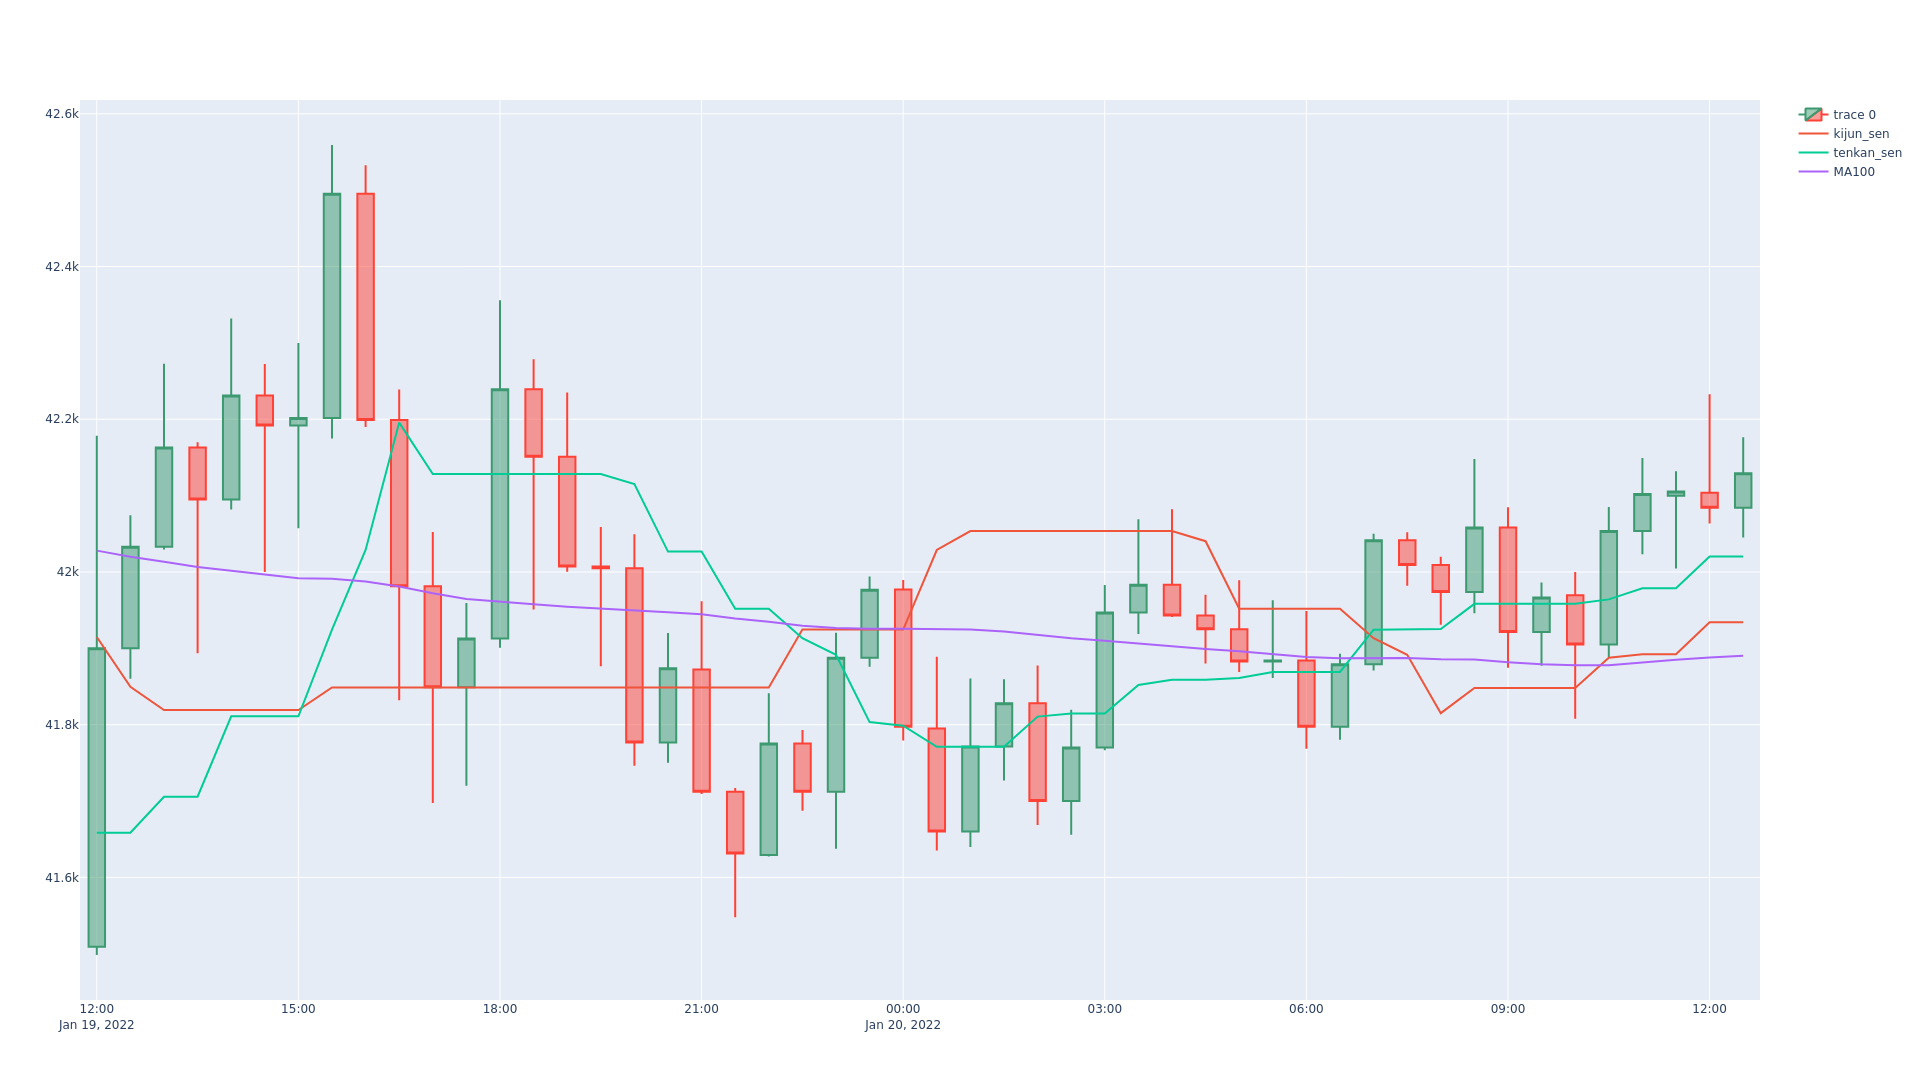 42.6k
42.4k
42.2k
42k
41.8k
41.6k
12:00 15:00 18:00 21:00 00:00 03:00 06:00 09:00 12:00
Jan 19, 2022 Jan 20, 2022
trace 0
kijun_sen
tenkan_sen
MA100